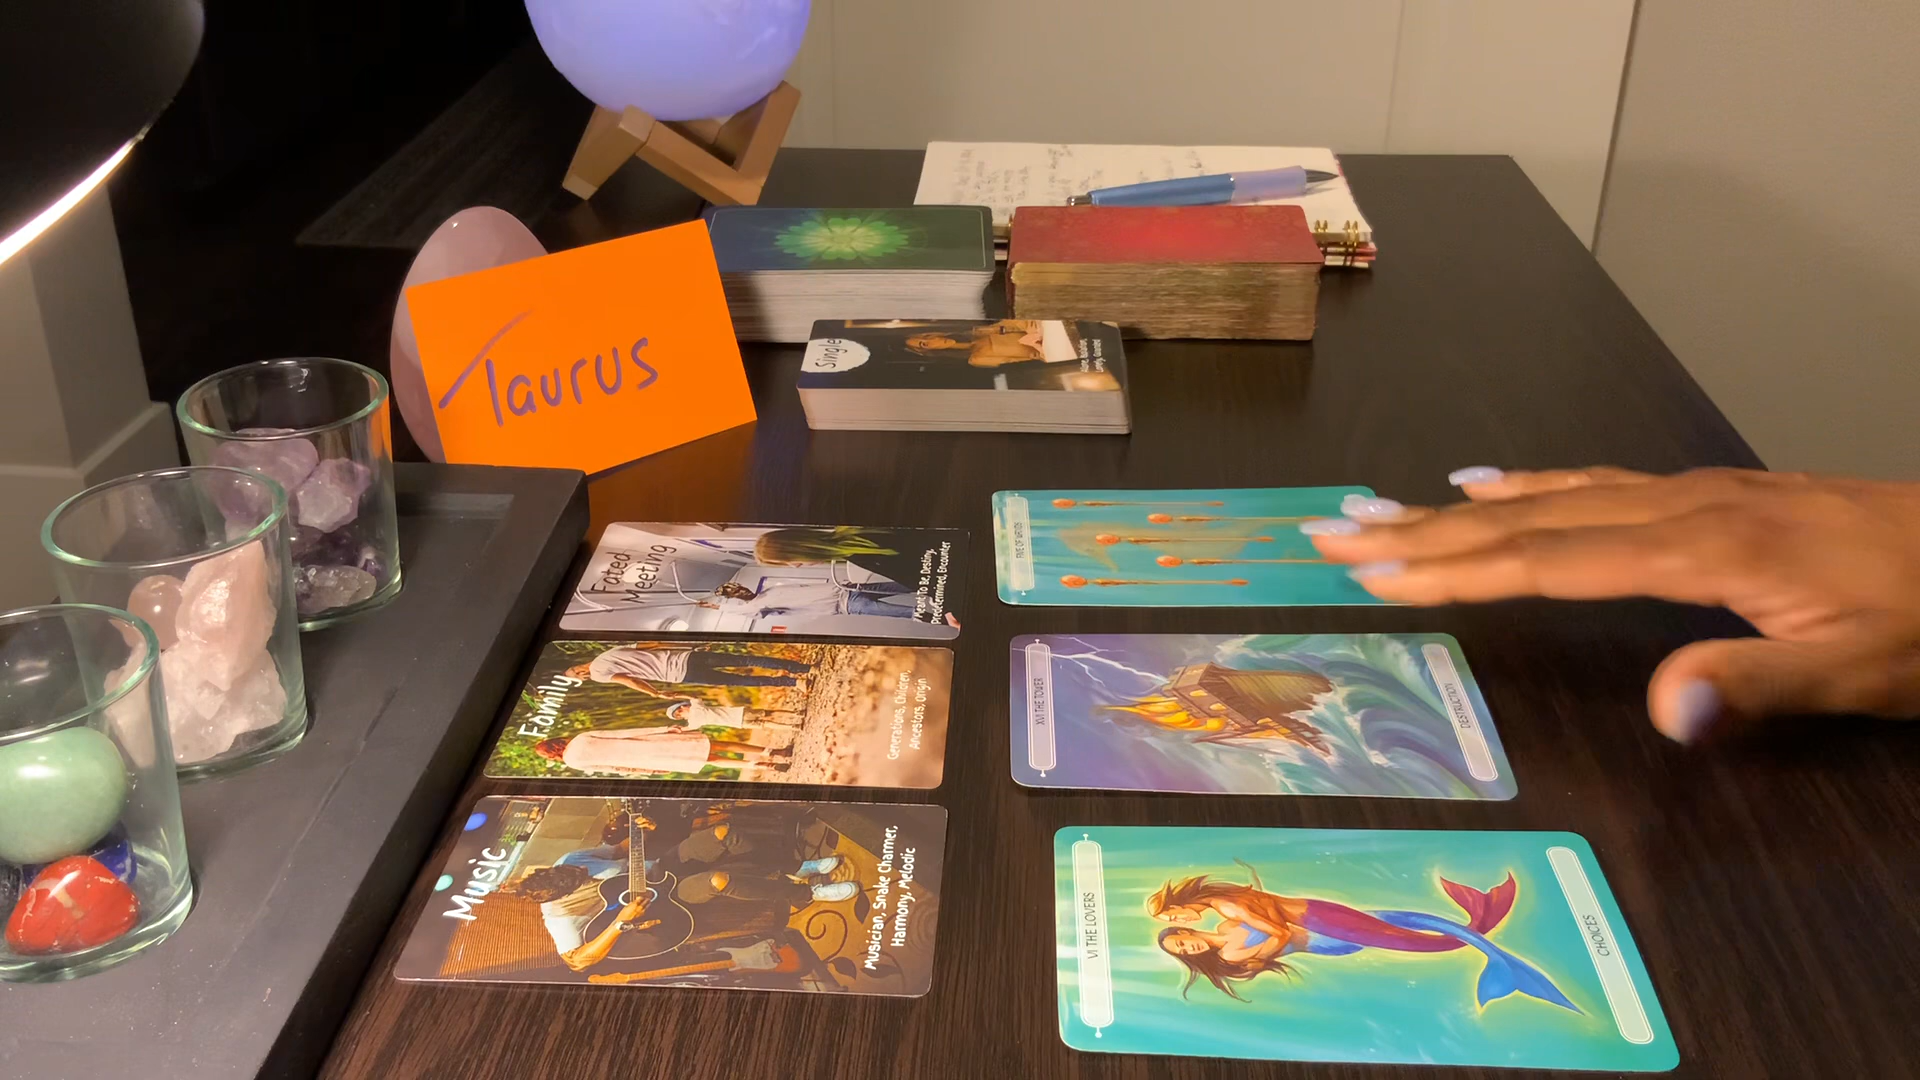 Taurus
Single
Fated
Meeting
Meant To Be, Destiny,
Predetermined, Encounter
FIVE OF WANDS
Family
Generations, Children,
Ancestors, Origin
XVI THE TOWER
DESTRUCTION
Music
Musician, Snake Charmer,
Harmony, Melodic
VI THE LOVERS
CHOICES